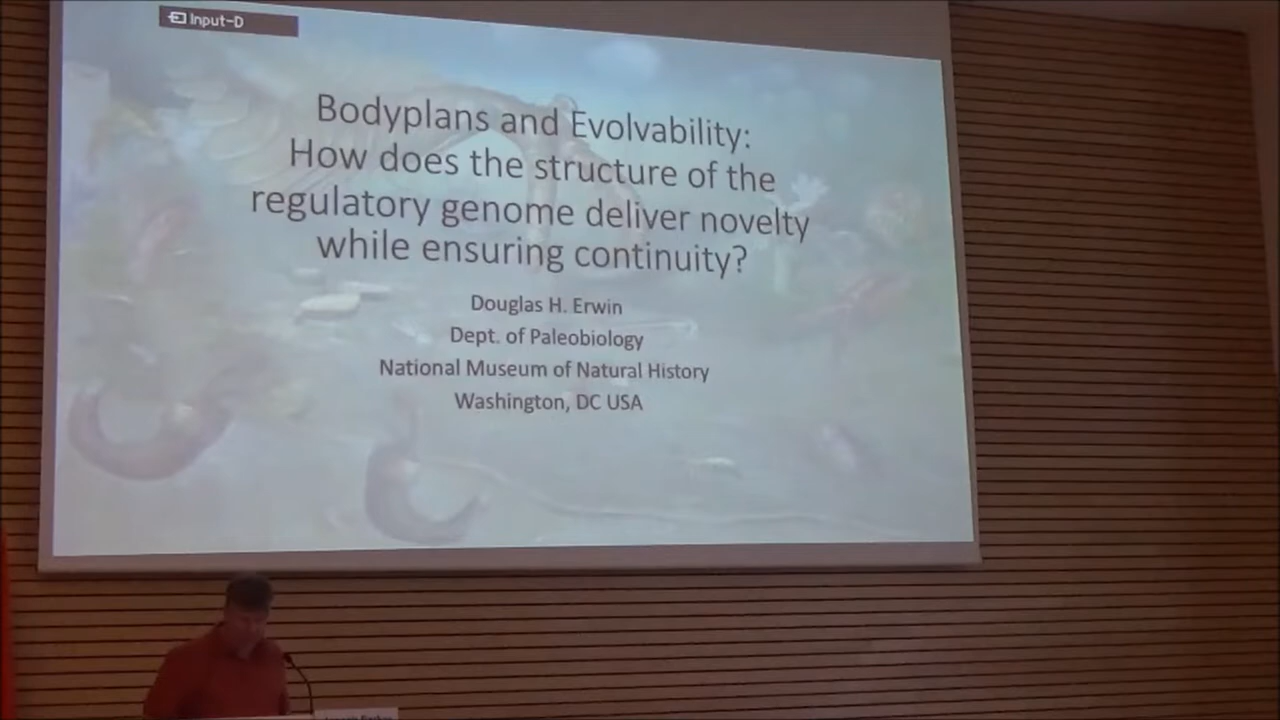 Input-D
Bodyplans and Evolvability:
How does the structure of the
regulatory genome deliver novelty
while ensuring continuity?
Douglas H. Erwin
Dept. of Paleobiology
National Museum of Natural History
Washington, DC USA